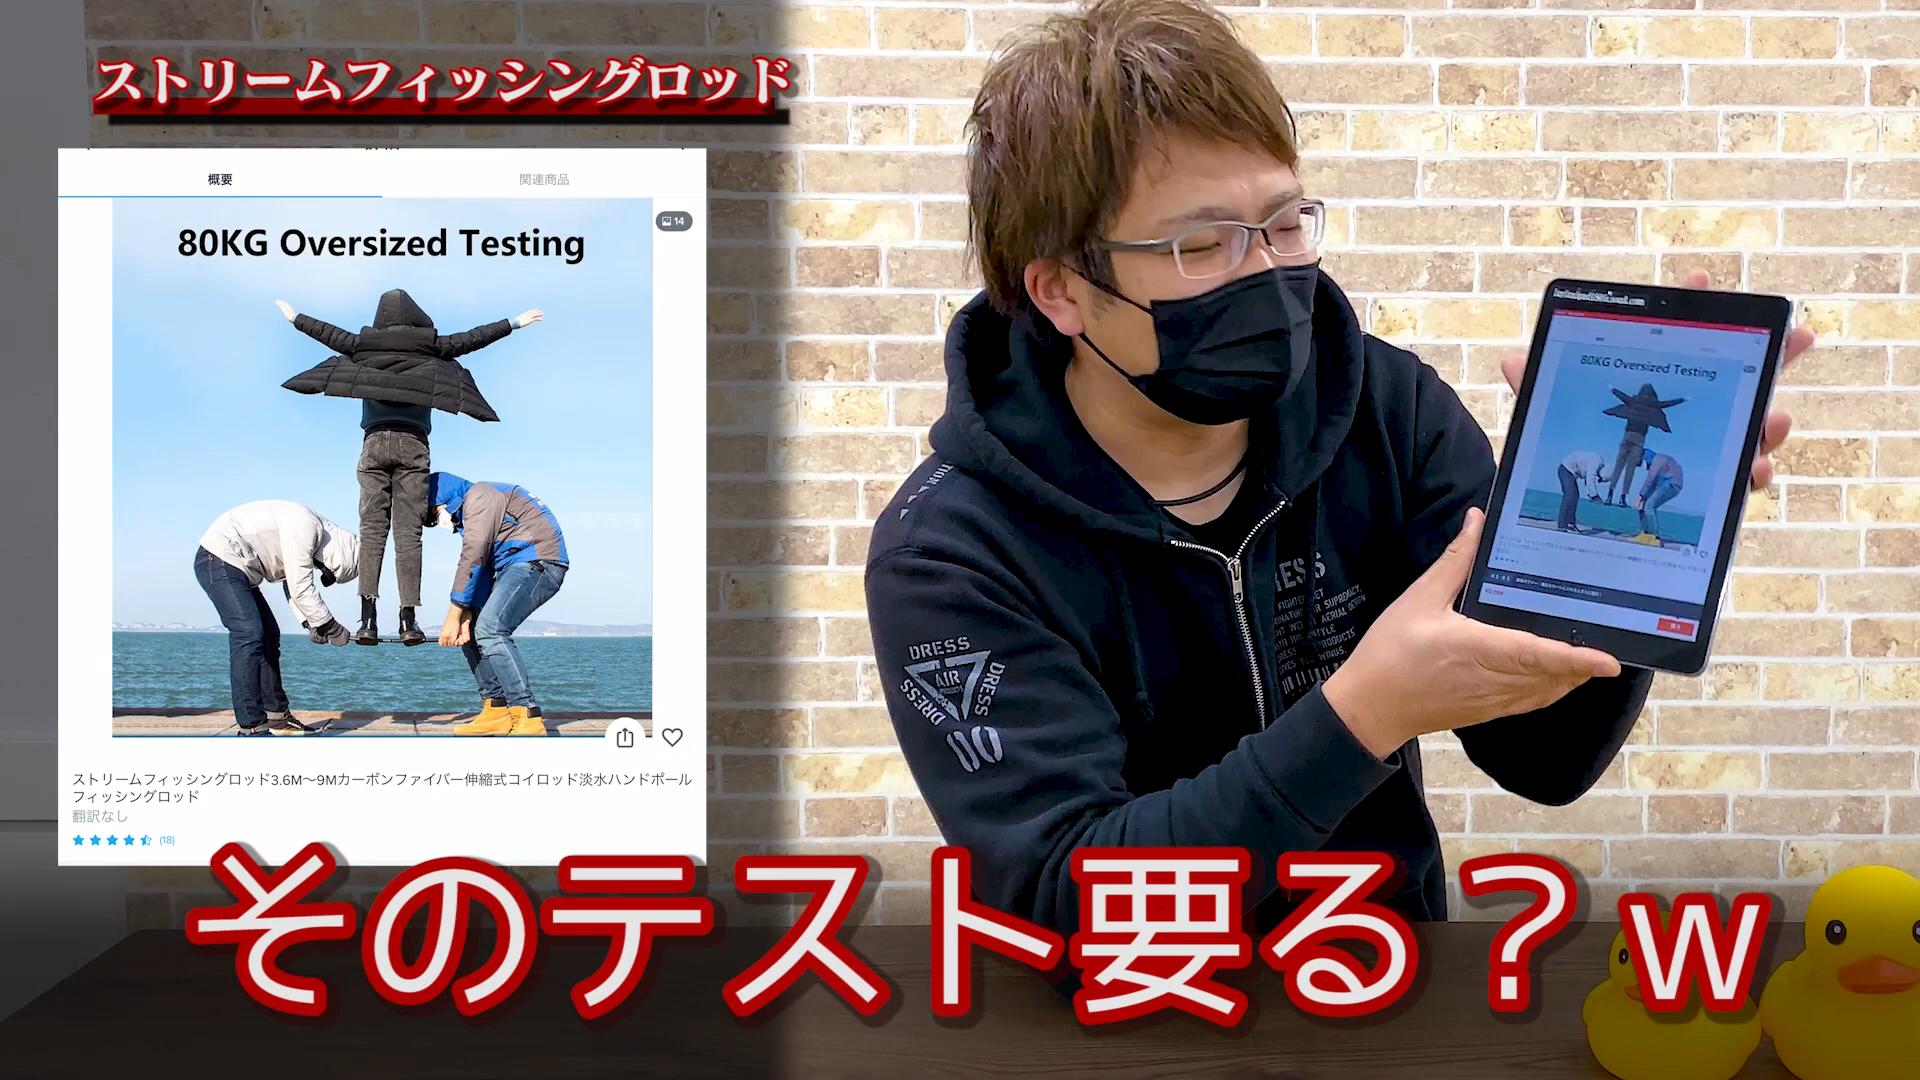 ストリームフィッシングロッド
概要
関連商品
14
80KG Oversized Testing
ストリームフィッシングロッド3.6M〜9Mカーボンファイバー伸縮式コイロッド淡水ハンドポール
フィッシングロッド
翻訳なし
(18)
80KG Oversized Testing
DRESS
AIR
DRESS
DRESS
00
そのテスト要る？w